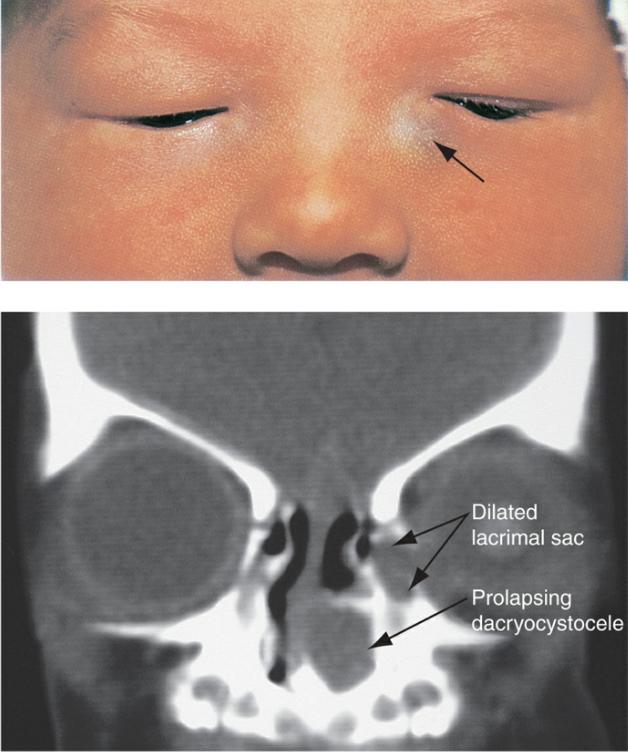 Dilated
lacrimal sac
Prolapsing
dacryocystocele